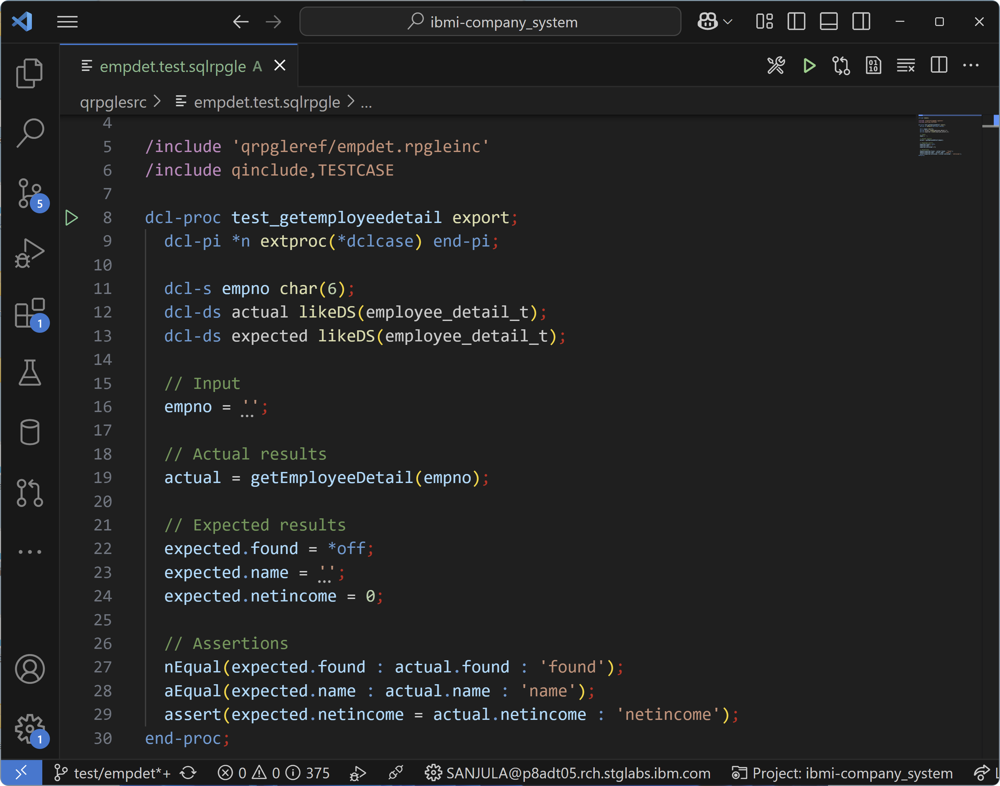 ibmi-company_system
empdet.test.sqlrpgle A
qrpglesrc > empdet.test.sqlrpgle > ...
4
5 /include 'qrpgleref/empdet.rpgleinc'
6 /include qinclude,TESTCASE
7
8 dcl-proc test_getemployeedetail export;
9 dcl-pi *n extproc(*dclcase) end-pi;
10
11 dcl-s empno char(6);
12 dcl-ds actual likeDS(employee_detail_t);
13 dcl-ds expected likeDS(employee_detail_t);
14
15 // Input
16 empno = '';
17
18 // Actual results
19 actual = getEmployeeDetail(empno);
20
21 // Expected results
22 expected.found = *off;
23 expected.name = '';
24 expected.netincome = 0;
25
26 // Assertions
27 nEqual(expected.found : actual.found : 'found');
28 aEqual(expected.name : actual.name : 'name');
29 assert(expected.netincome = actual.netincome : 'netincome');
30 end-proc;
5
1
1
test/empdet*+ 0 0 375 SANJULA@p8adt05.rch.stglabs.ibm.com Project: ibmi-company_system